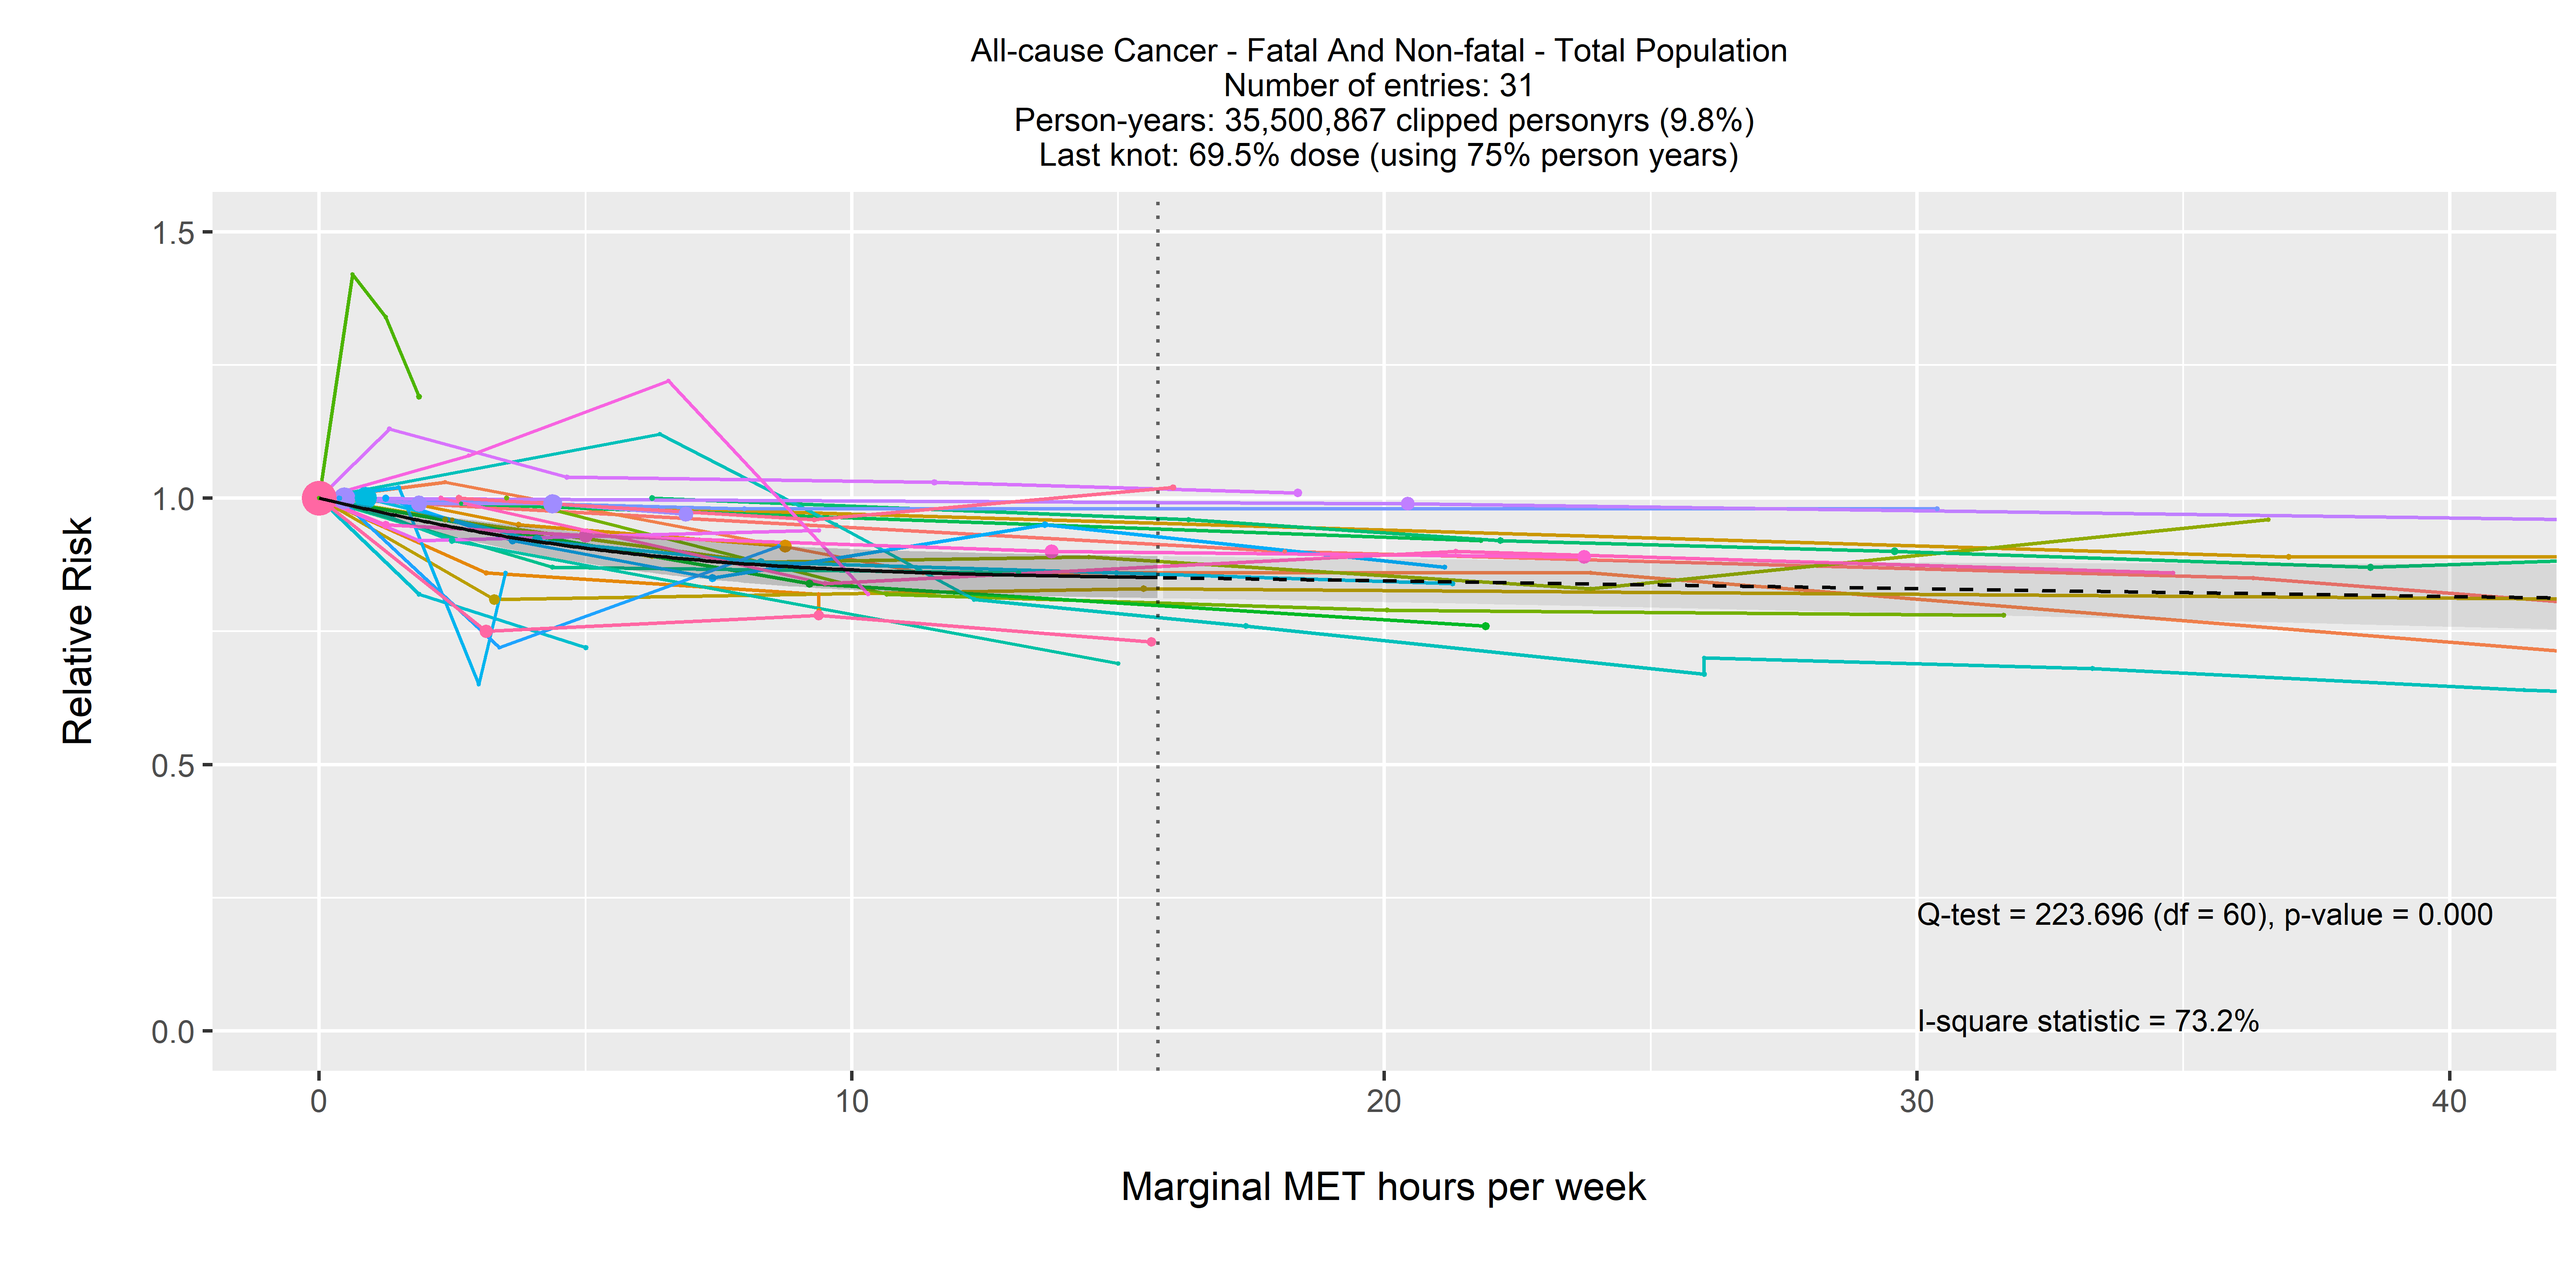 All-cause Cancer - Fatal And Non-fatal - Total Population
Number of entries: 31
Person-years: 35,500,867 clipped personyrs (9.8%)
Last knot: 69.5% dose (using 75% person years)
1.5
1.0
0.5
0.0
Relative Risk
Q-test = 223.696 (df = 60), p-value = 0.000
I-square statistic = 73.2%
0 10 20 30 40
Marginal MET hours per week